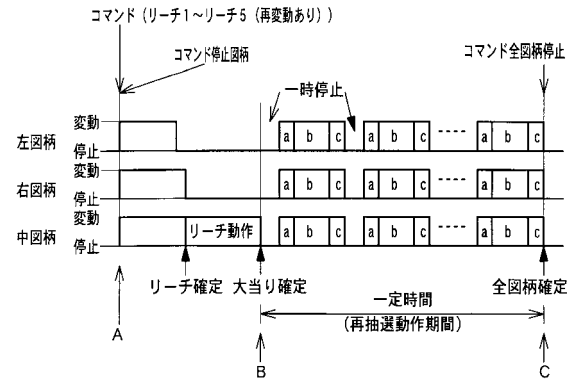 コマンド（リーチ１～リーチ５（再変動あり））
コマンド停止図柄
コマンド全図柄停止
一時停止
左図柄
変動
停止
a b c a b c a b c
右図柄
変動
停止
a b c a b c a b c
中図柄
変動
停止
リーチ動作
a b c a b c a b c
リーチ確定 大当り確定 全図柄確定
一定時間
（再抽選動作期間）
A
B
C